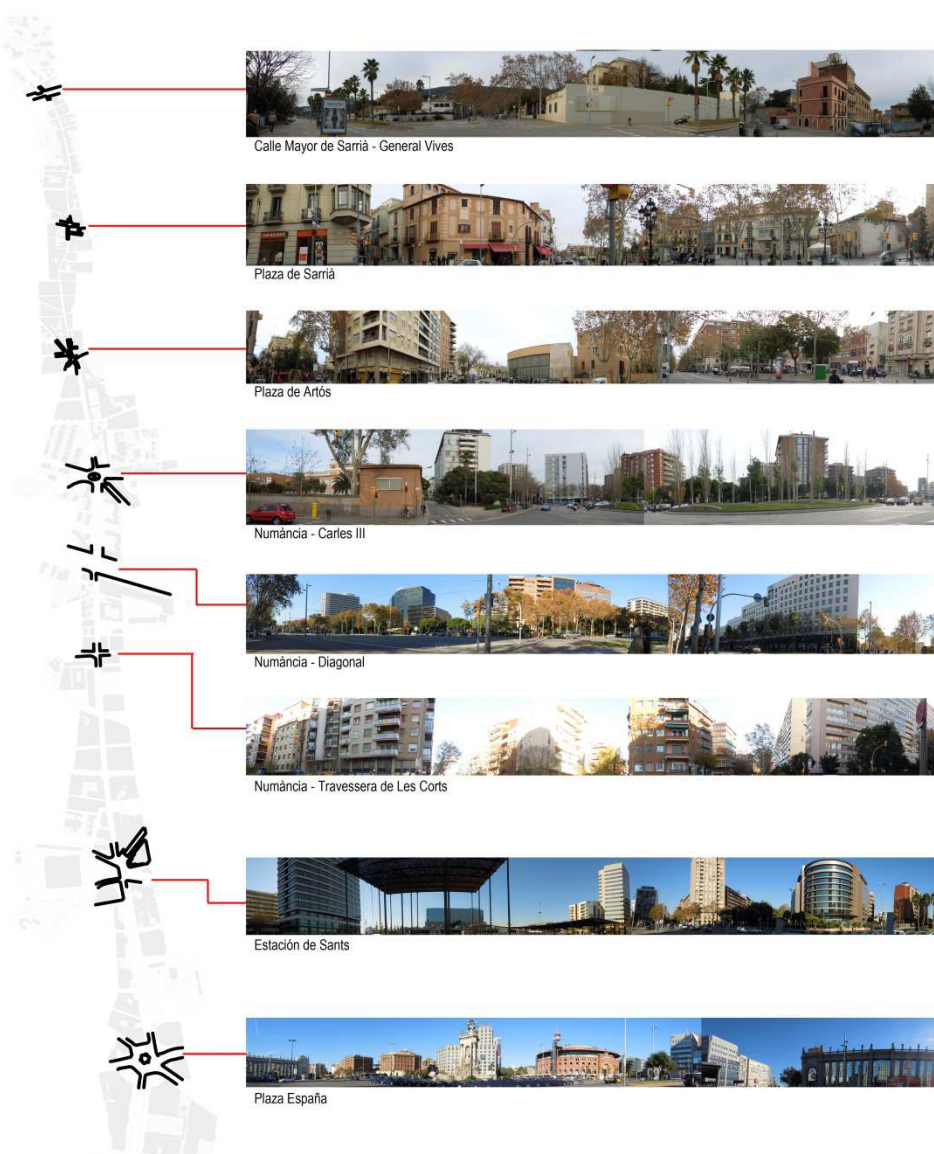 Calle Mayor de Sarrià - General Vives
Plaza de Sarrià
Plaza de Artós
Numància - Carles III
Numància - Diagonal
Numància - Travessera de Les Corts
Estación de Sants
Plaza España